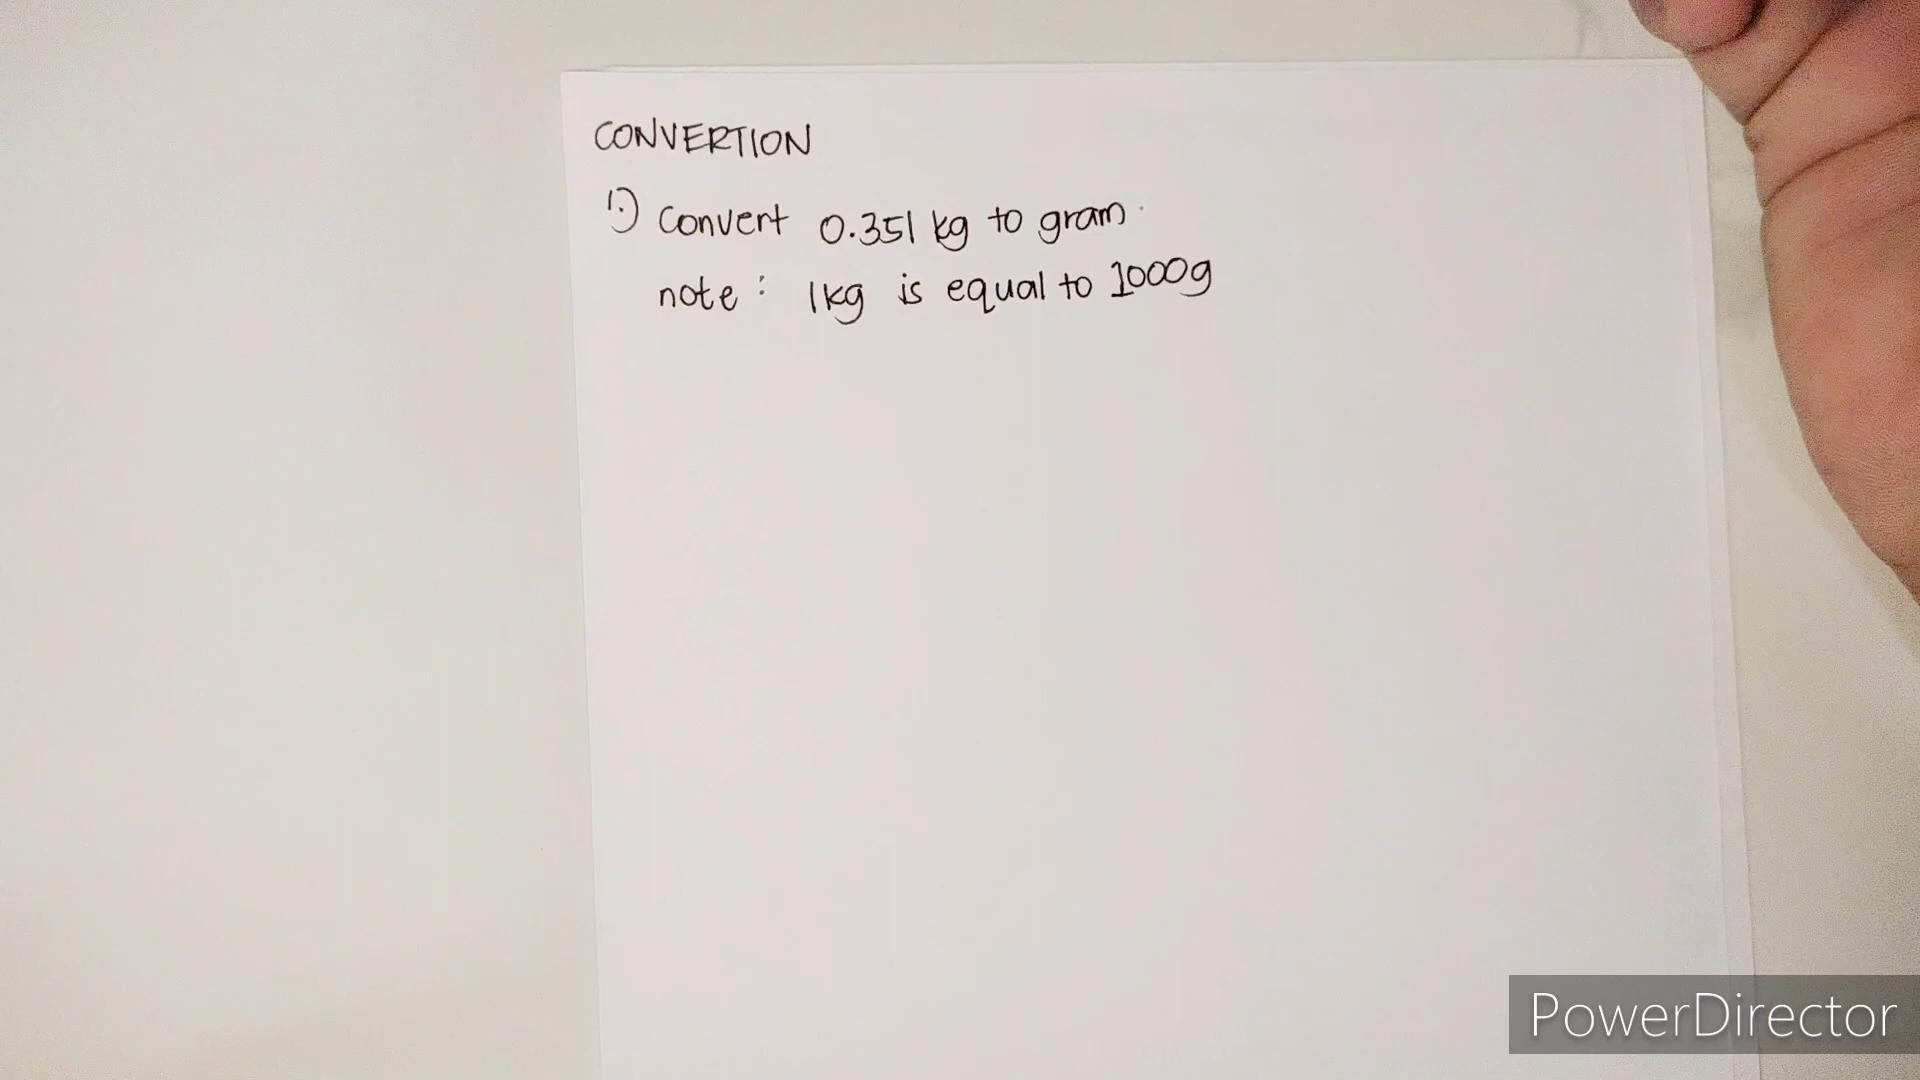 CONVERTION
1.) Convert 0.351 kg to gram.
note : 1kg is equal to 1000g
PowerDirector